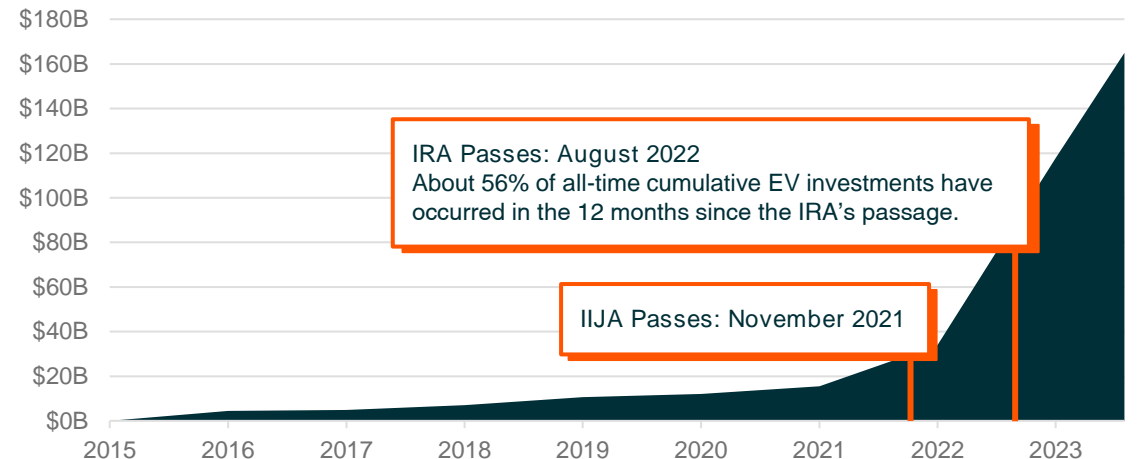 $180B
$160B
$140B
$120B
$100B
$80B
$60B
$40B
$20B
$0B
IRA Passes: August 2022
About 56% of all-time cumulative EV investments have
occurred in the 12 months since the IRA’s passage.
IIJA Passes: November 2021
2015 2016 2017 2018 2019 2020 2021 2022 2023